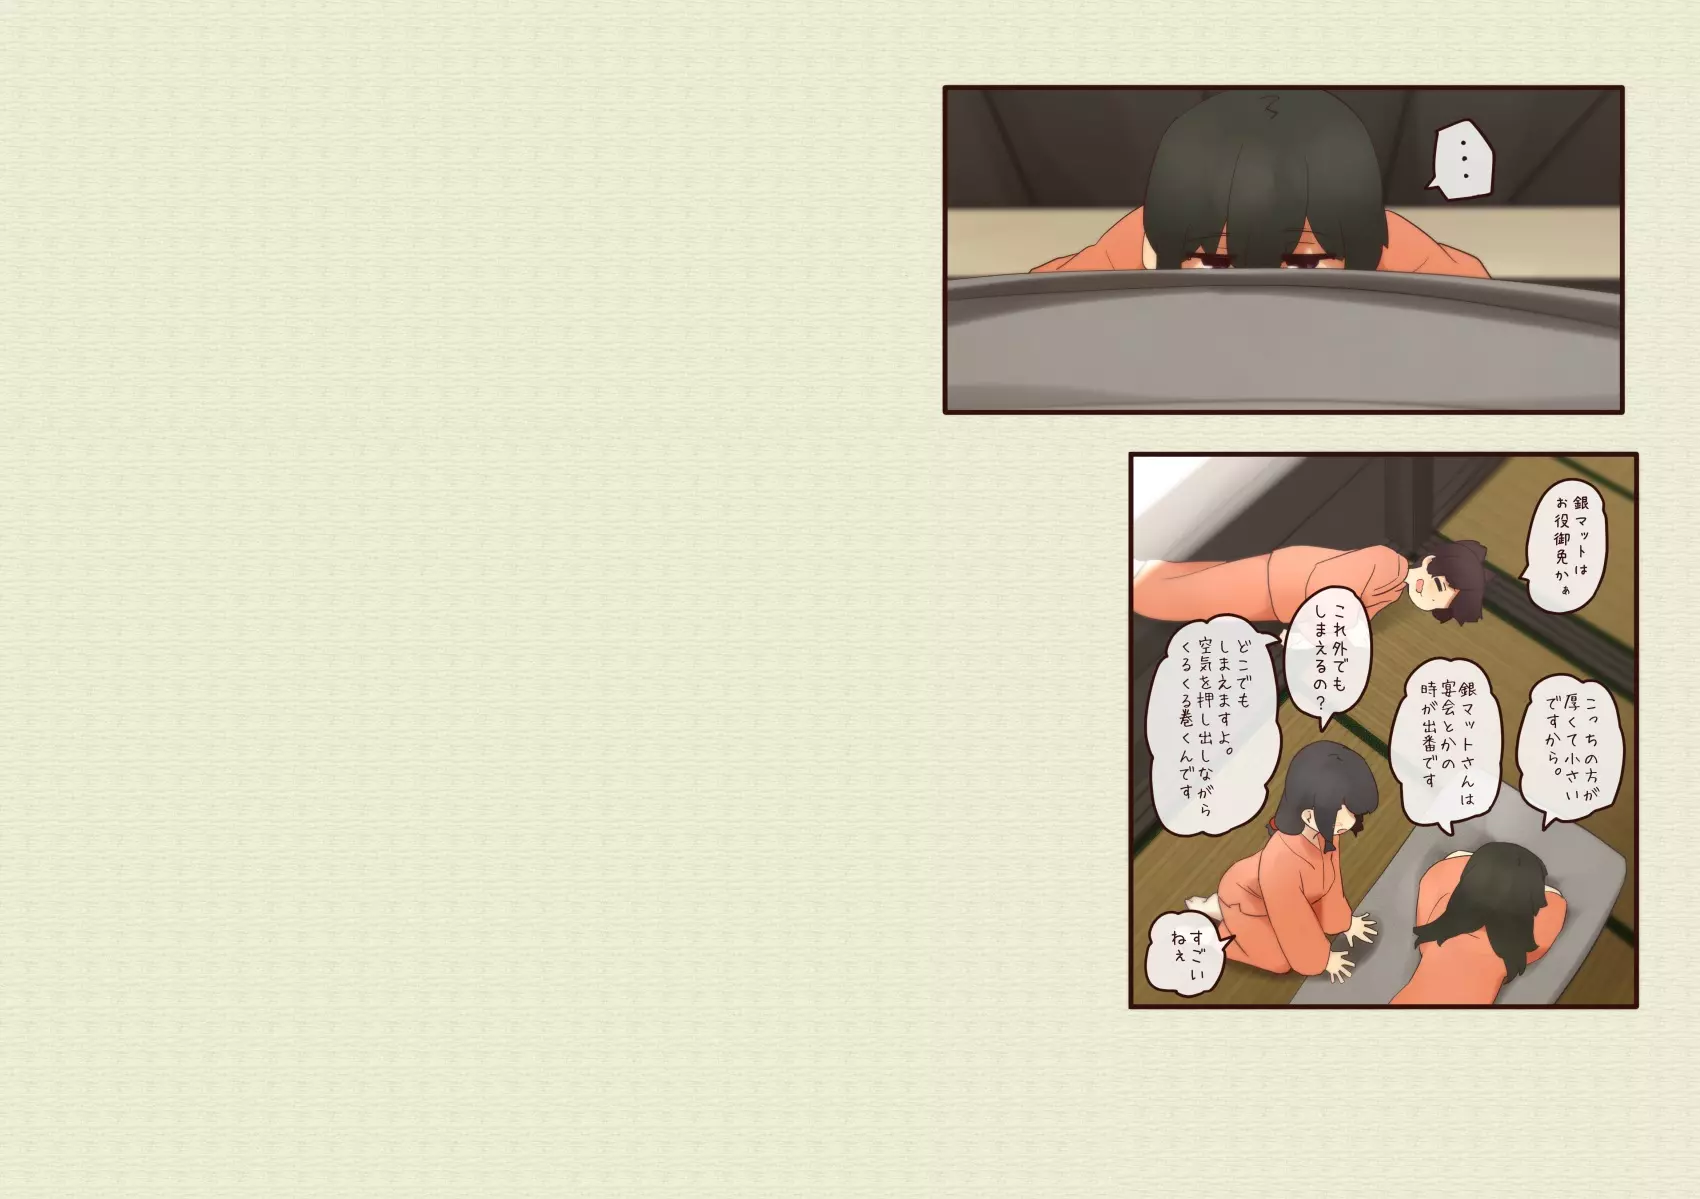 ・・・
銀マットは
お役御免かぁ
こっちの方が
厚くて小さい
ですから。
銀マットさんは
宴会とかの
時が出番です
これ外でも
しまえるの?
どこでも
しまえますよ。
空気を押し出しながら
くるくる巻くんです
すごい
ねぇ